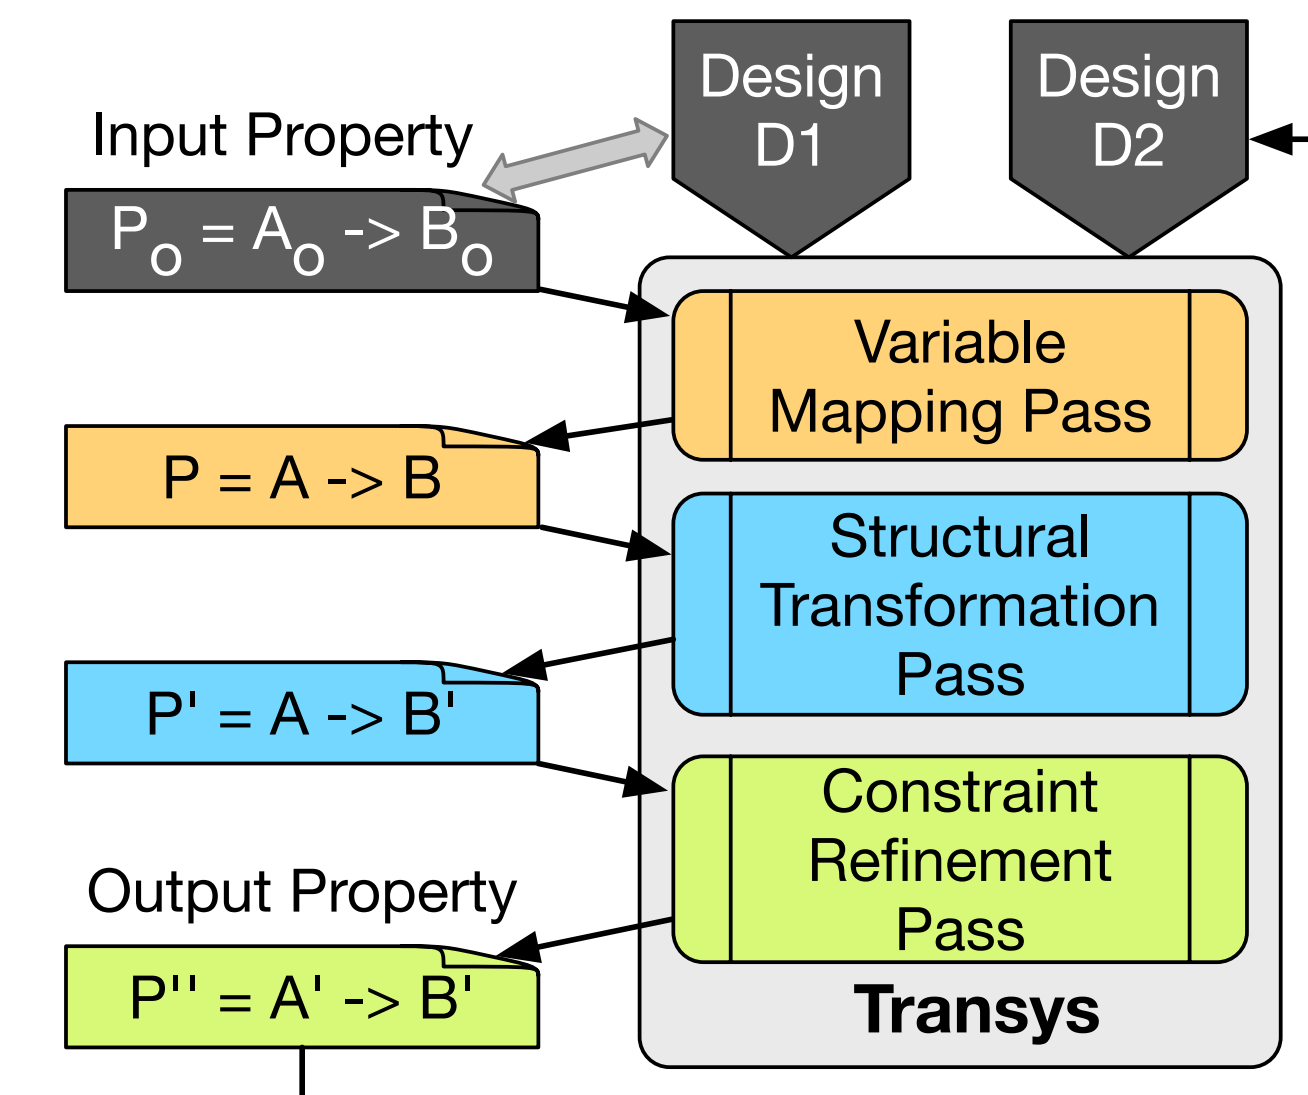 Design
D1
Design
D2
Input Property
Po = Ao -> Bo
Variable
Mapping Pass
P = A -> B
Structural
Transformation
Pass
P' = A -> B'
Constraint
Refinement
Pass
Output Property
P'' = A' -> B'
Transys